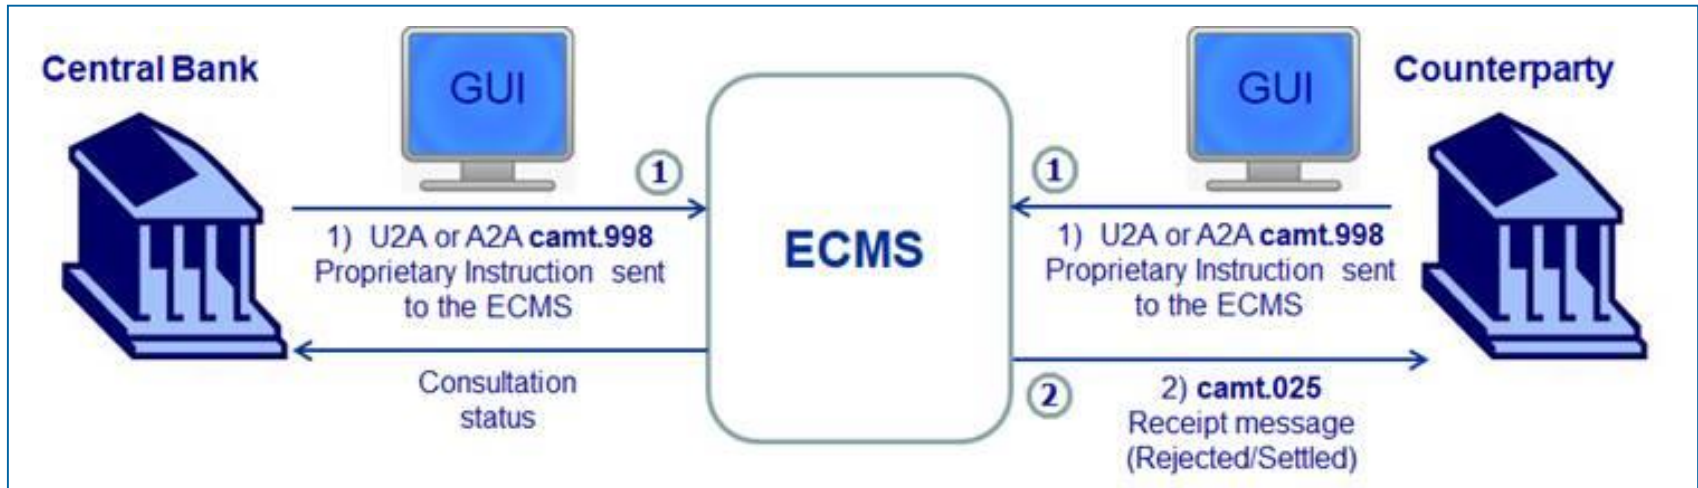 Central Bank
GUI
1
1) U2A or A2A camt.998
Proprietary Instruction sent
to the ECMS
Consultation
status
ECMS
GUI
Counterparty
1
1) U2A or A2A camt.998
Proprietary Instruction sent
to the ECMS
2
2) camt.025
Receipt message
(Rejected/Settled)